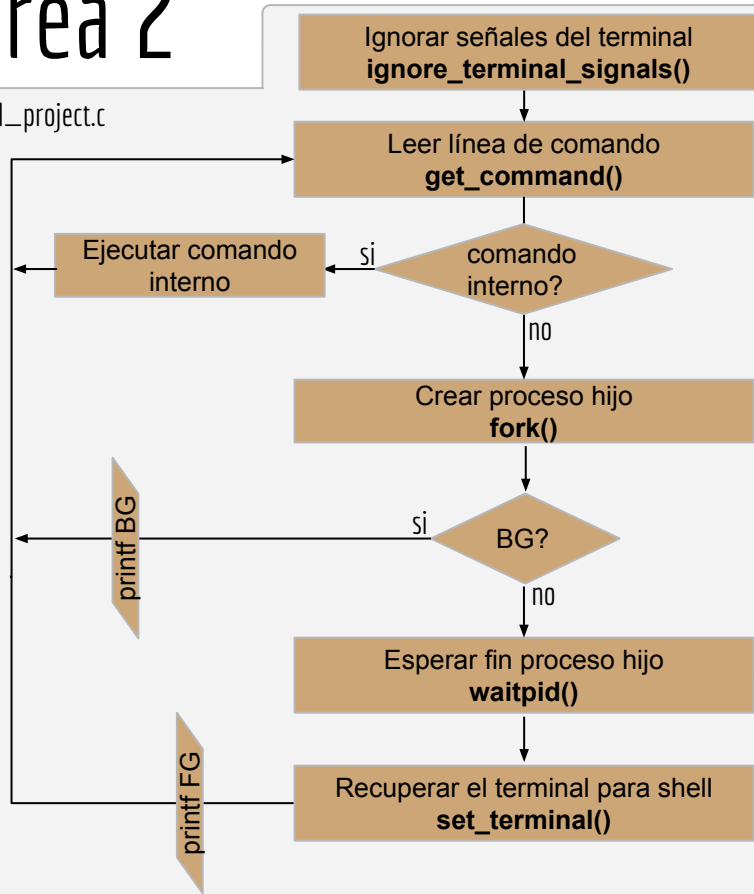 rea 2
l_project.c
Ignorar señales del terminal
ignore_terminal_signals()
Leer línea de comando
get_command()
comando
interno?
si
Ejecutar comando
interno
no
Crear proceso hijo
fork()
BG?
si
printf BG
no
Esperar fin proceso hijo
waitpid()
Recuperar el terminal para shell
set_terminal()
printf FG